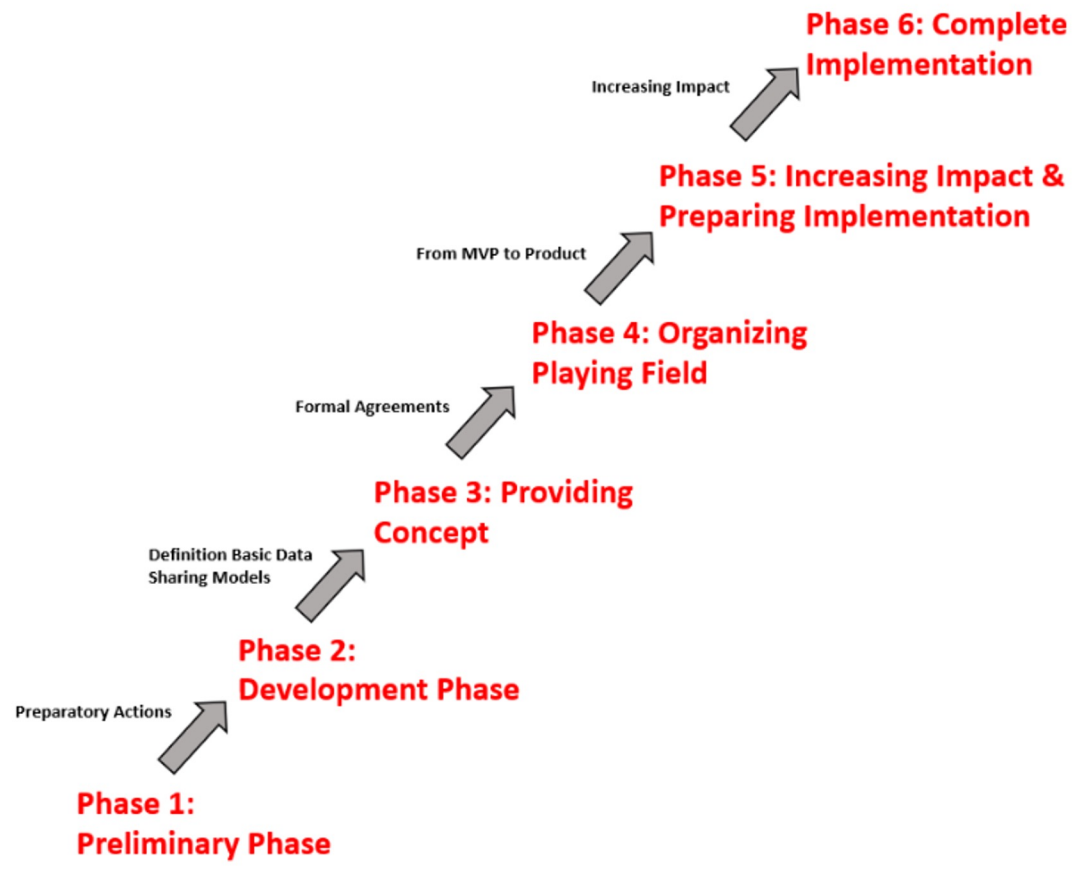 Phase 6: Complete
Implementation
Increasing Impact
Phase 5: Increasing Impact &
Preparing Implementation
From MVP to Product
Phase 4: Organizing
Playing Field
Formal Agreements
Phase 3: Providing
Concept
Definition Basic Data
Sharing Models
Phase 2:
Development Phase
Preparatory Actions
Phase 1:
Preliminary Phase